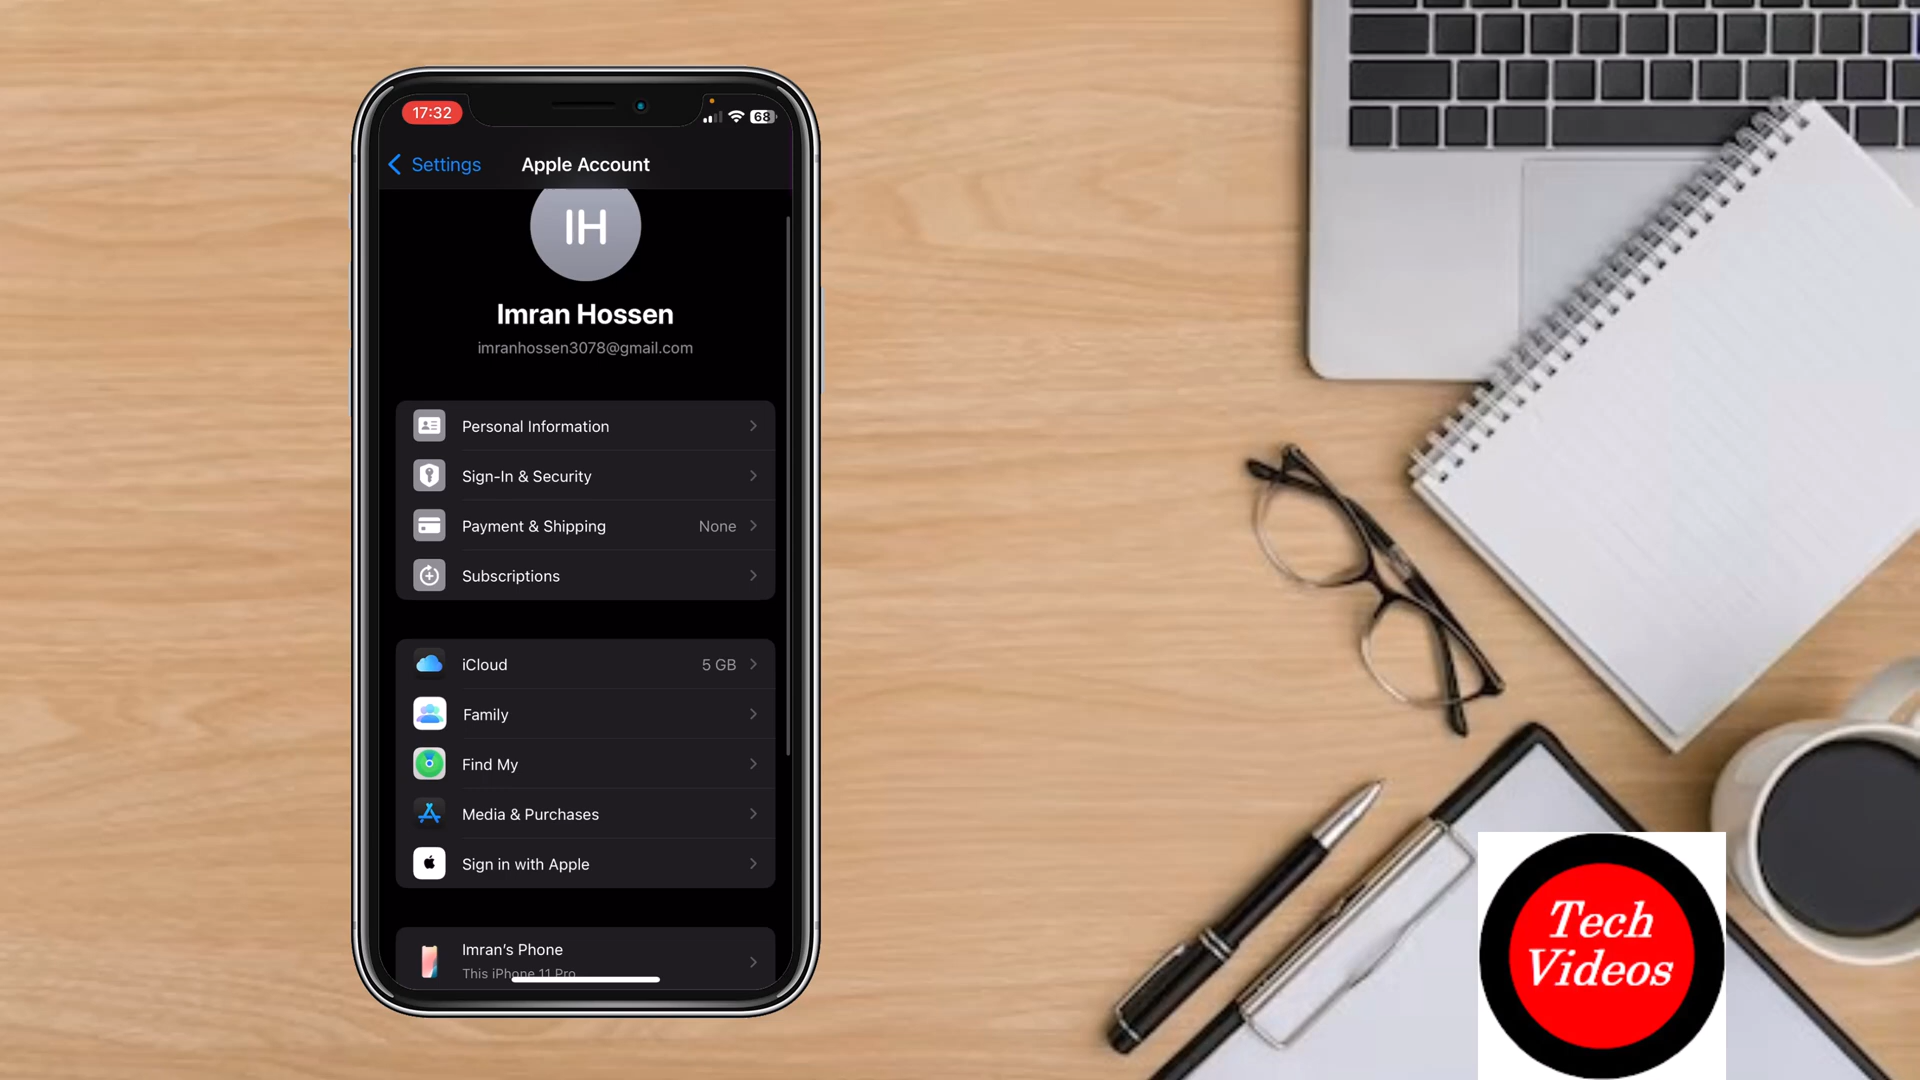 17:32
68
Settings
Apple Account
IH
Imran Hossen
imranhossen3078@gmail.com
Personal Information
Sign-In & Security
Payment & Shipping None
Subscriptions
iCloud 5 GB
Family
Find My
Media & Purchases
Sign in with Apple
Imran’s Phone
This iPhone 11 Pro
Tech
Videos